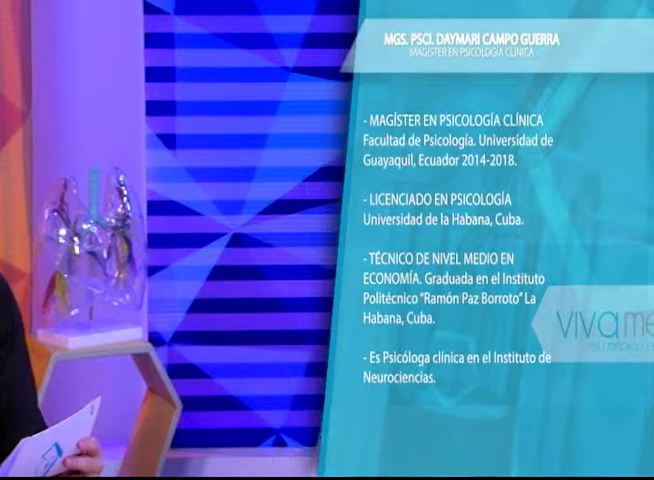 MGS. PSCI. DAYMARI CAMPO GUERRA
MAGISTER EN PSICOLOGÍA CLÍNICA
- MAGÍSTER EN PSICOLOGÍA CLÍNICA
Facultad de Psicología. Universidad de
Guayaquil, Ecuador 2014-2018.
- LICENCIADO EN PSICOLOGÍA
Universidad de la Habana, Cuba.
- TÉCNICO DE NIVEL MEDIO EN
ECONOMÍA. Graduada en el Instituto
Politécnico "Ramón Paz Borroto" La
Habana, Cuba.
VIVame
- Es Psicóloga clínica en el Instituto de
Neurociencias.